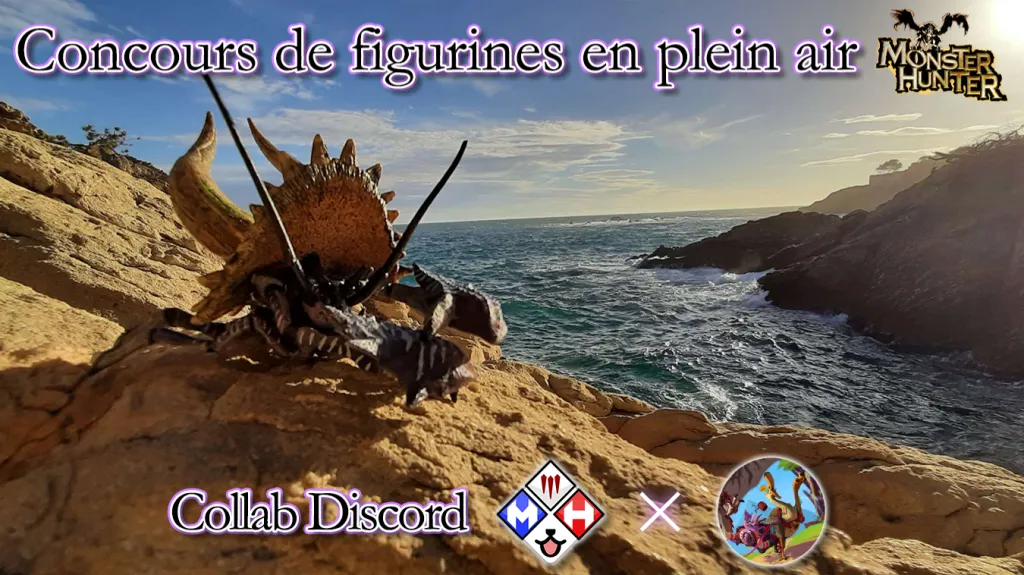 Concours de figurines en plein air
MONSTER
HUNTER
Collab Discord
M H
X